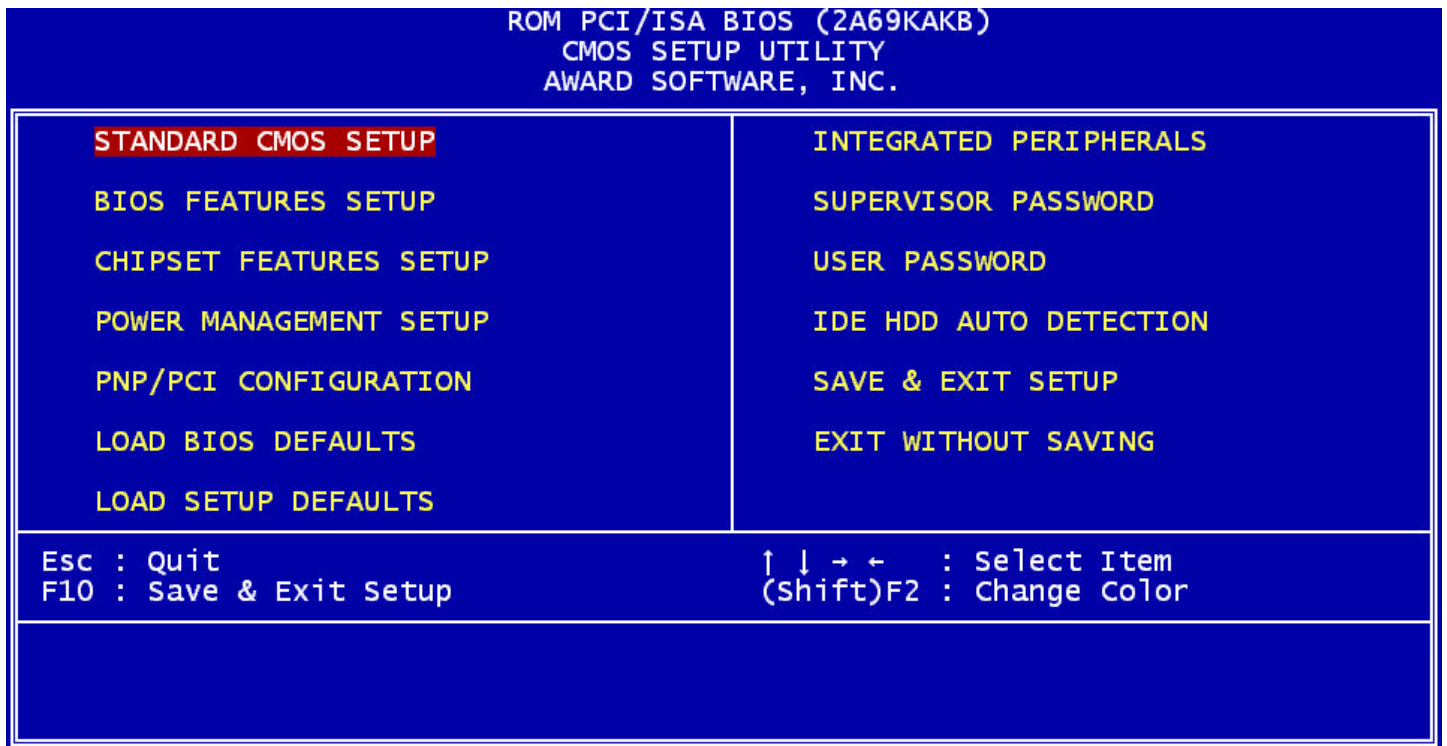 ROM PCI/ISA BIOS (2A69KAKB)
CMOS SETUP UTILITY
AWARD SOFTWARE, INC.
STANDARD CMOS SETUP
BIOS FEATURES SETUP
CHIPSET FEATURES SETUP
POWER MANAGEMENT SETUP
PNP/PCI CONFIGURATION
LOAD BIOS DEFAULTS
LOAD SETUP DEFAULTS
INTEGRATED PERIPHERALS
SUPERVISOR PASSWORD
USER PASSWORD
IDE HDD AUTO DETECTION
SAVE & EXIT SETUP
EXIT WITHOUT SAVING
Esc : Quit
F10 : Save & Exit Setup
↑ ↓ → ← : Select Item
(Shift)F2 : Change Color